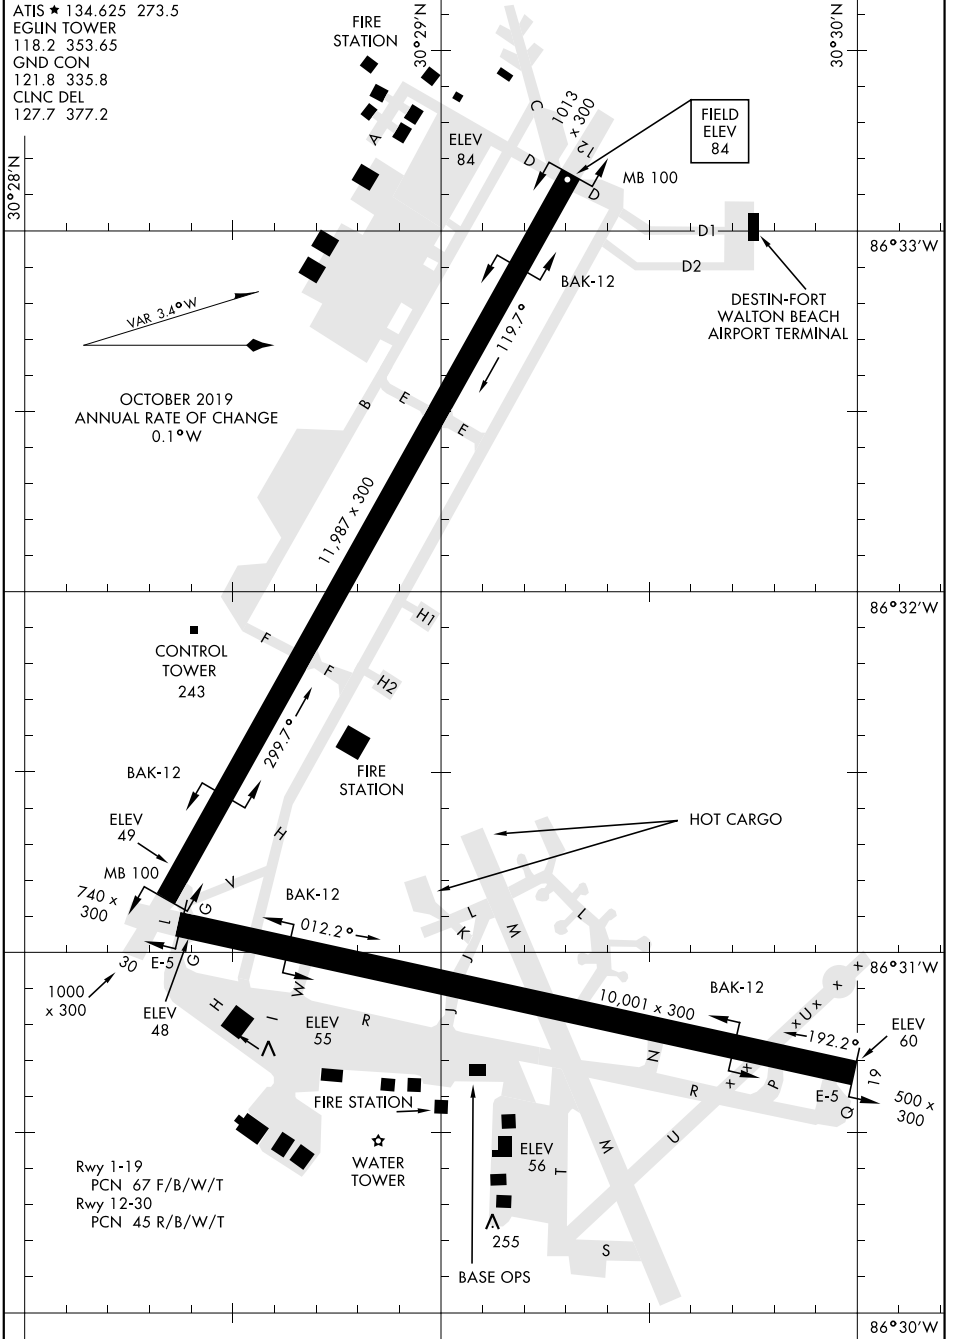 ATIS ★ 134.625 273.5
EGLIN TOWER
118.2 353.65
GND CON
121.8 335.8
CLNC DEL
127.7 377.2
30°28'N
30°29'N
30°30'N
FIRE
STATION
A
ELEV
84
C
1013
x 300
12
D
D
FIELD
ELEV
84
MB 100
D1
D2
86°33'W
BAK-12
DESTIN-FORT
WALTON BEACH
AIRPORT TERMINAL
VAR 3.4°W
119.7°
OCTOBER 2019
ANNUAL RATE OF CHANGE
0.1°W
B
E
E
11,987 x 300
86°32'W
H1
F
F
H2
CONTROL
TOWER
243
299.7°
FIRE
STATION
BAK-12
ELEV
49
H
HOT CARGO
MB 100
740 x
300
V
G
BAK-12
012.2°
L
K
J
M
L
I
G
E-5
30
1000
x 300
ELEV
48
86°31'W
W
H
I
ELEV
55
R
J
10,001 x 300
BAK-12
x
x
x
U
x
192.2°
ELEV
60
N
R
x
x
P
E-5
19
Q
500 x
300
FIRE STATION
WATER
TOWER
ELEV
56
T
M
U
S
Rwy 1-19
PCN 67 F/B/W/T
Rwy 12-30
PCN 45 R/B/W/T
255
BASE OPS
86°30'W